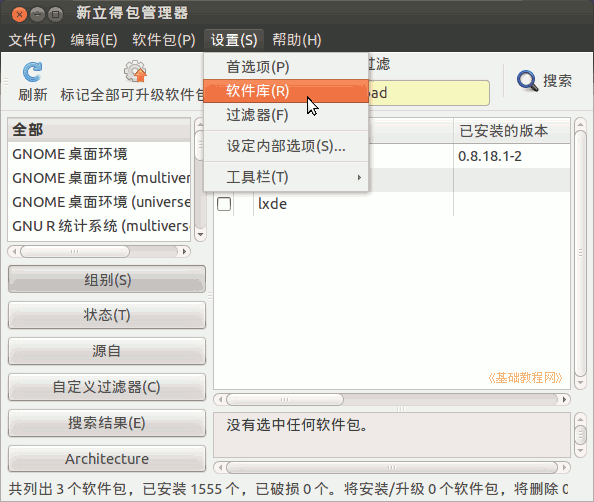 新立得包管理器
文件(F) 编辑(E) 软件包(P) 设置(S) 帮助(H)
首选项(P)
软件库(R)
过滤器(F)
设定内部选项(S)...
工具栏(T)
刷新 标记全部可升级软件包
过滤
oad
搜索
全部
GNOME 桌面环境
GNOME 桌面环境 (multiver
GNOME 桌面环境 (universe
GNU R 统计系统 (multivers
已安装的版本
0.8.18.1-2
lxde
组别(S)
状态(T)
源自
自定义过滤器(C)
搜索结果(E)
Architecture
《基础教程网》
没有选中任何软件包。
共列出 3 个软件包，已安装 1555 个，已破损 0 个。将安装/升级 0 个软件包，将删除 0